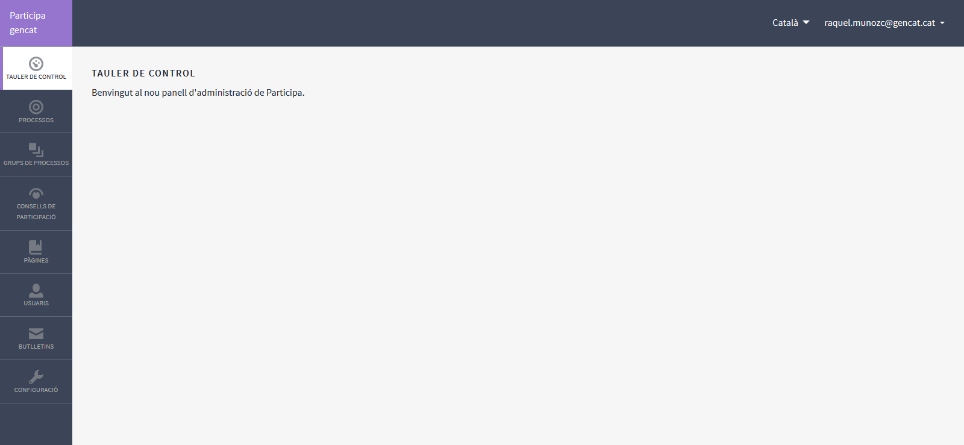 Participa
gencat
Català
raquel.munozc@gencat.cat
TAULER DE CONTROL
PROCESSOS
GRUPS DE PROCESSOS
CONSELLS DE
PARTICIPACIÓ
PÀGINES
USUARIS
BUTLLETINS
CONFIGURACIÓ
TAULER DE CONTROL
Benvingut al nou panell d'administració de Participa.